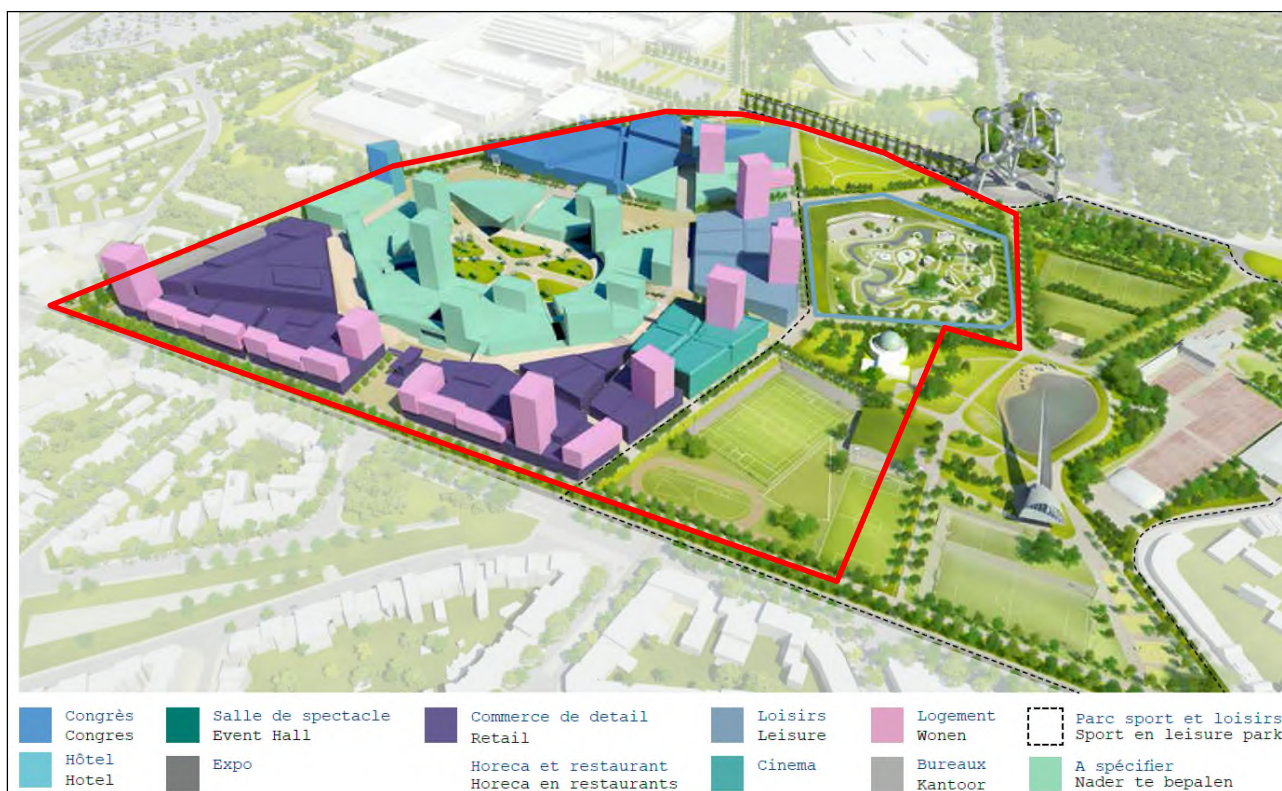 Congrès
Congres
Salle de spectacle
Event Hall
Commerce de detail
Retail
Loisirs
Leisure
Logement
Wonen
Parc sport et loisirs
Sport en leisure park
Hôtel
Hotel
Expo
Horeca et restaurant
Horeca en restaurants
Cinema
Bureaux
Kantoor
A spécifier
Nader te bepalen